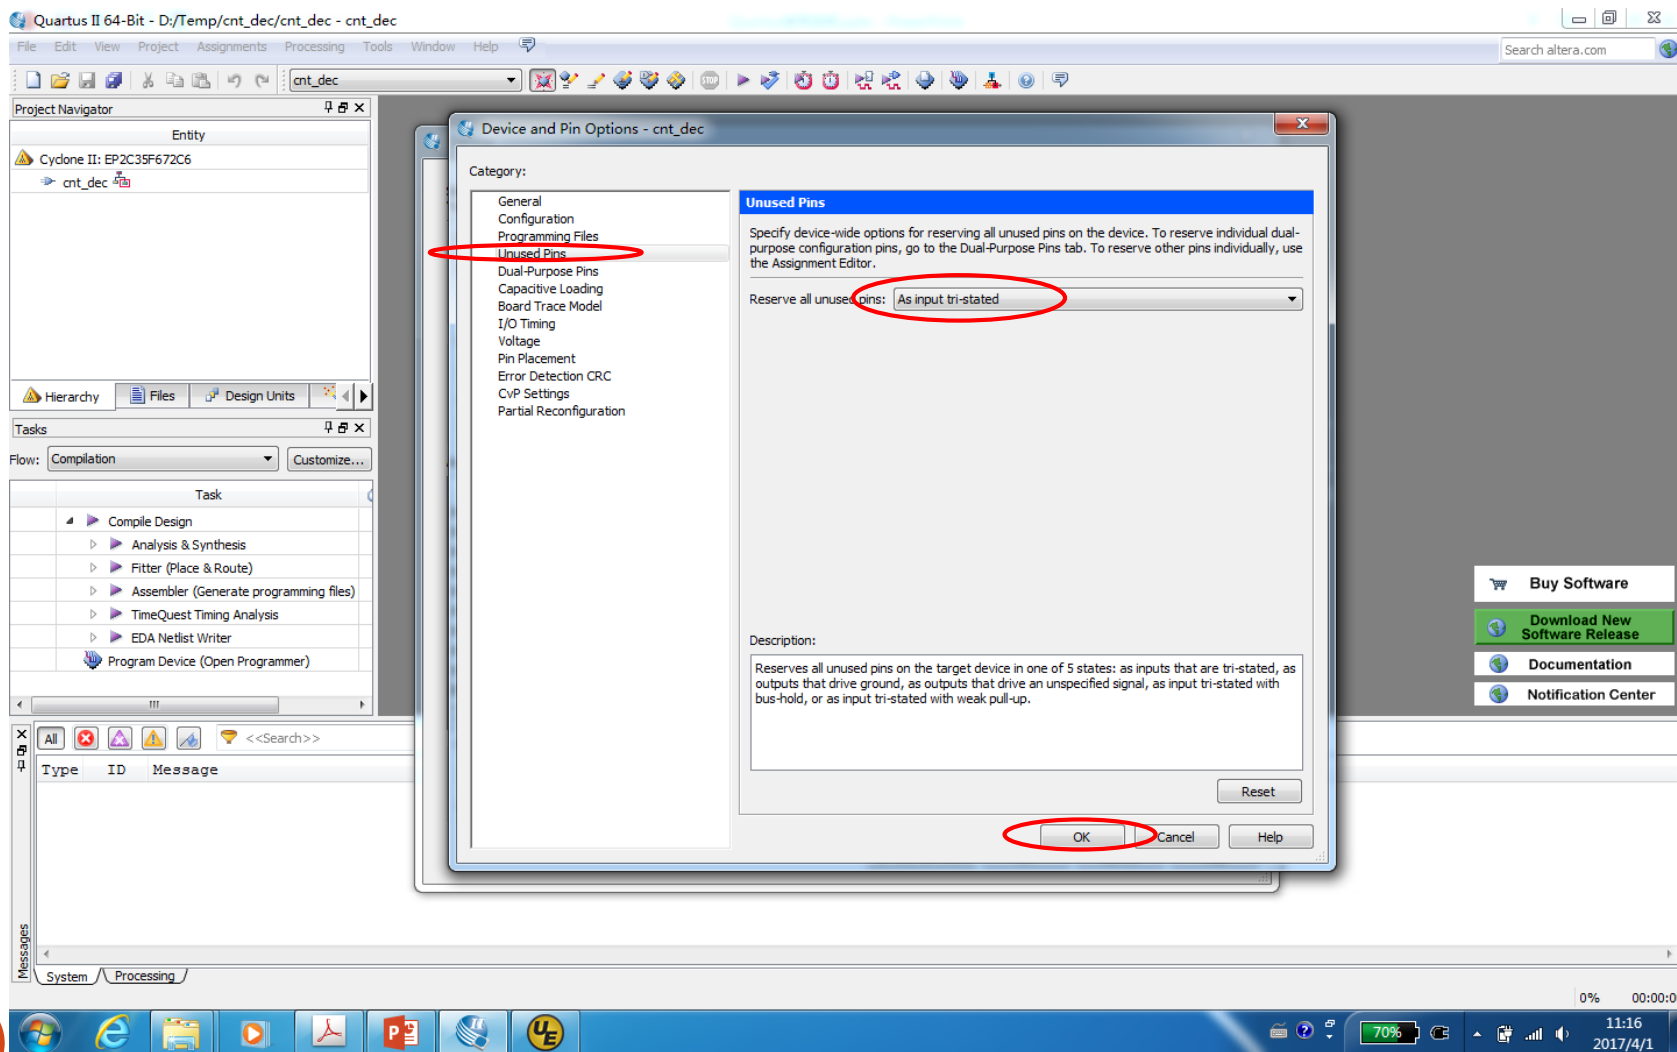 Quartus II 64-Bit - D:/Temp/cnt_dec/cnt_dec - cnt_dec
File Edit View Project Assignments Processing Tools Window Help
Search altera.com
cnt_dec
STOP
Project Navigator
Entity
Cyclone II: EP2C35F672C6
cnt_dec
Hierarchy Files Design Units
Tasks
Flow: Compilation Customize...
Task
Compile Design
Analysis & Synthesis
Fitter (Place & Route)
Assembler (Generate programming files)
TimeQuest Timing Analysis
EDA Netlist Writer
Program Device (Open Programmer)
Device and Pin Options - cnt_dec
Category:
General
Configuration
Programming Files
Unused Pins
Dual-Purpose Pins
Capacitive Loading
Board Trace Model
I/O Timing
Voltage
Pin Placement
Error Detection CRC
CvP Settings
Partial Reconfiguration
Unused Pins
Specify device-wide options for reserving all unused pins on the device. To reserve individual dual-
purpose configuration pins, go to the Dual-Purpose Pins tab. To reserve other pins individually, use
the Assignment Editor.
Reserve all unused pins: As input tri-stated
Description:
Reserves all unused pins on the target device in one of 5 states: as inputs that are tri-stated, as
outputs that drive ground, as outputs that drive an unspecified signal, as input tri-stated with
bus-hold, or as input tri-stated with weak pull-up.
Reset
OK Cancel Help
Buy Software
Download New
Software Release
Documentation
Notification Center
All <<Search>>
Type ID Message
Messages
System Processing
0% 00:00:0
70%
11:16
2017/4/1